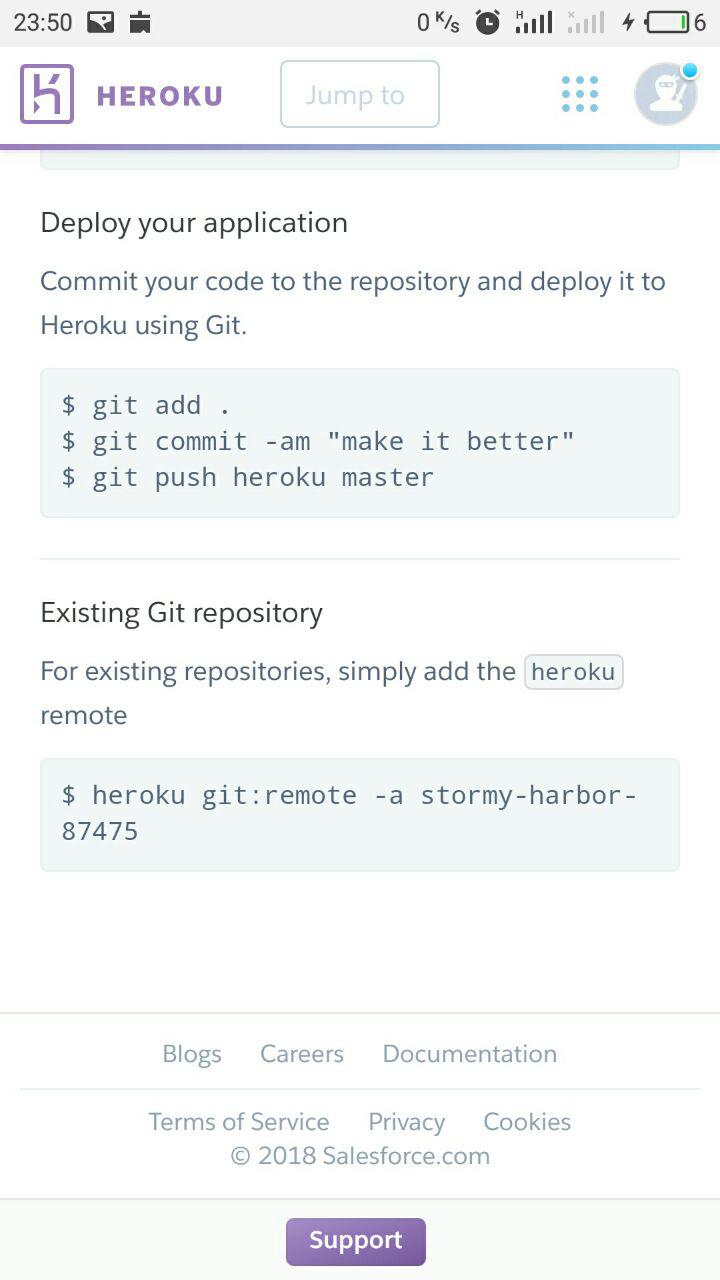 23:50 0 K/s H 6
HEROKU Jump to
Deploy your application
Commit your code to the repository and deploy it to
Heroku using Git.
$ git add .
$ git commit -am "make it better"
$ git push heroku master
Existing Git repository
For existing repositories, simply add the heroku
remote
$ heroku git:remote -a stormy-harbor-
87475
Blogs Careers Documentation
Terms of Service Privacy Cookies
© 2018 Salesforce.com
Support